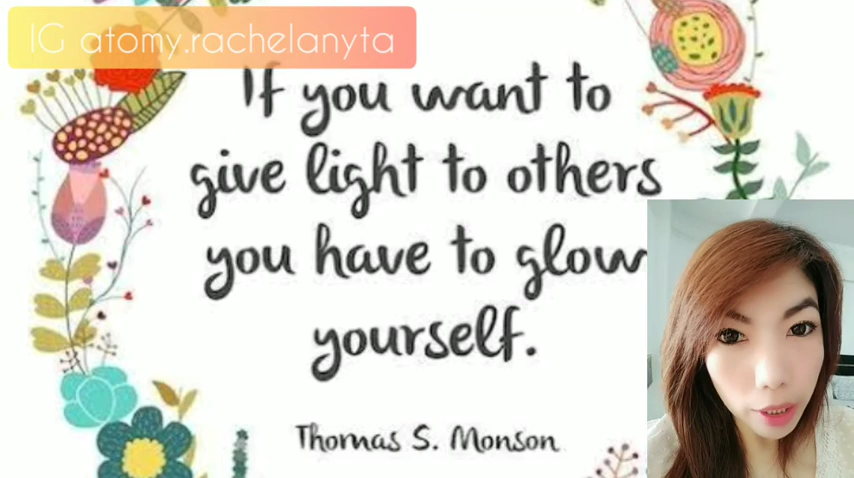 IG atomy.rachelanyta
If you want to
give light to others
you have to glow
yourself.
Thomas S. Monson